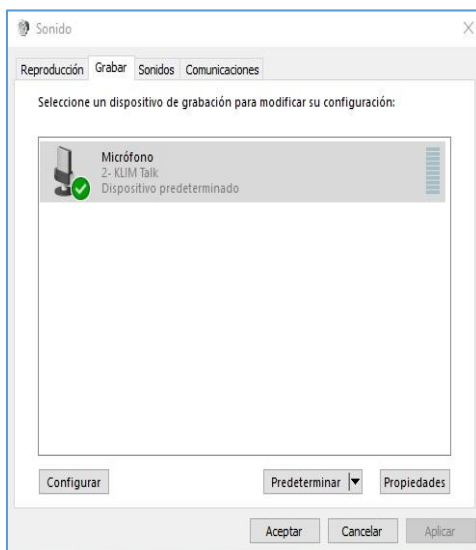 Sonido
Reproducción Grabar Sonidos Comunicaciones
Seleccione un dispositivo de grabación para modificar su configuración:
Micrófono
2- KLIM Talk
Dispositivo predeterminado
Configurar Predeterminar Propiedades
Aceptar Cancelar Aplicar